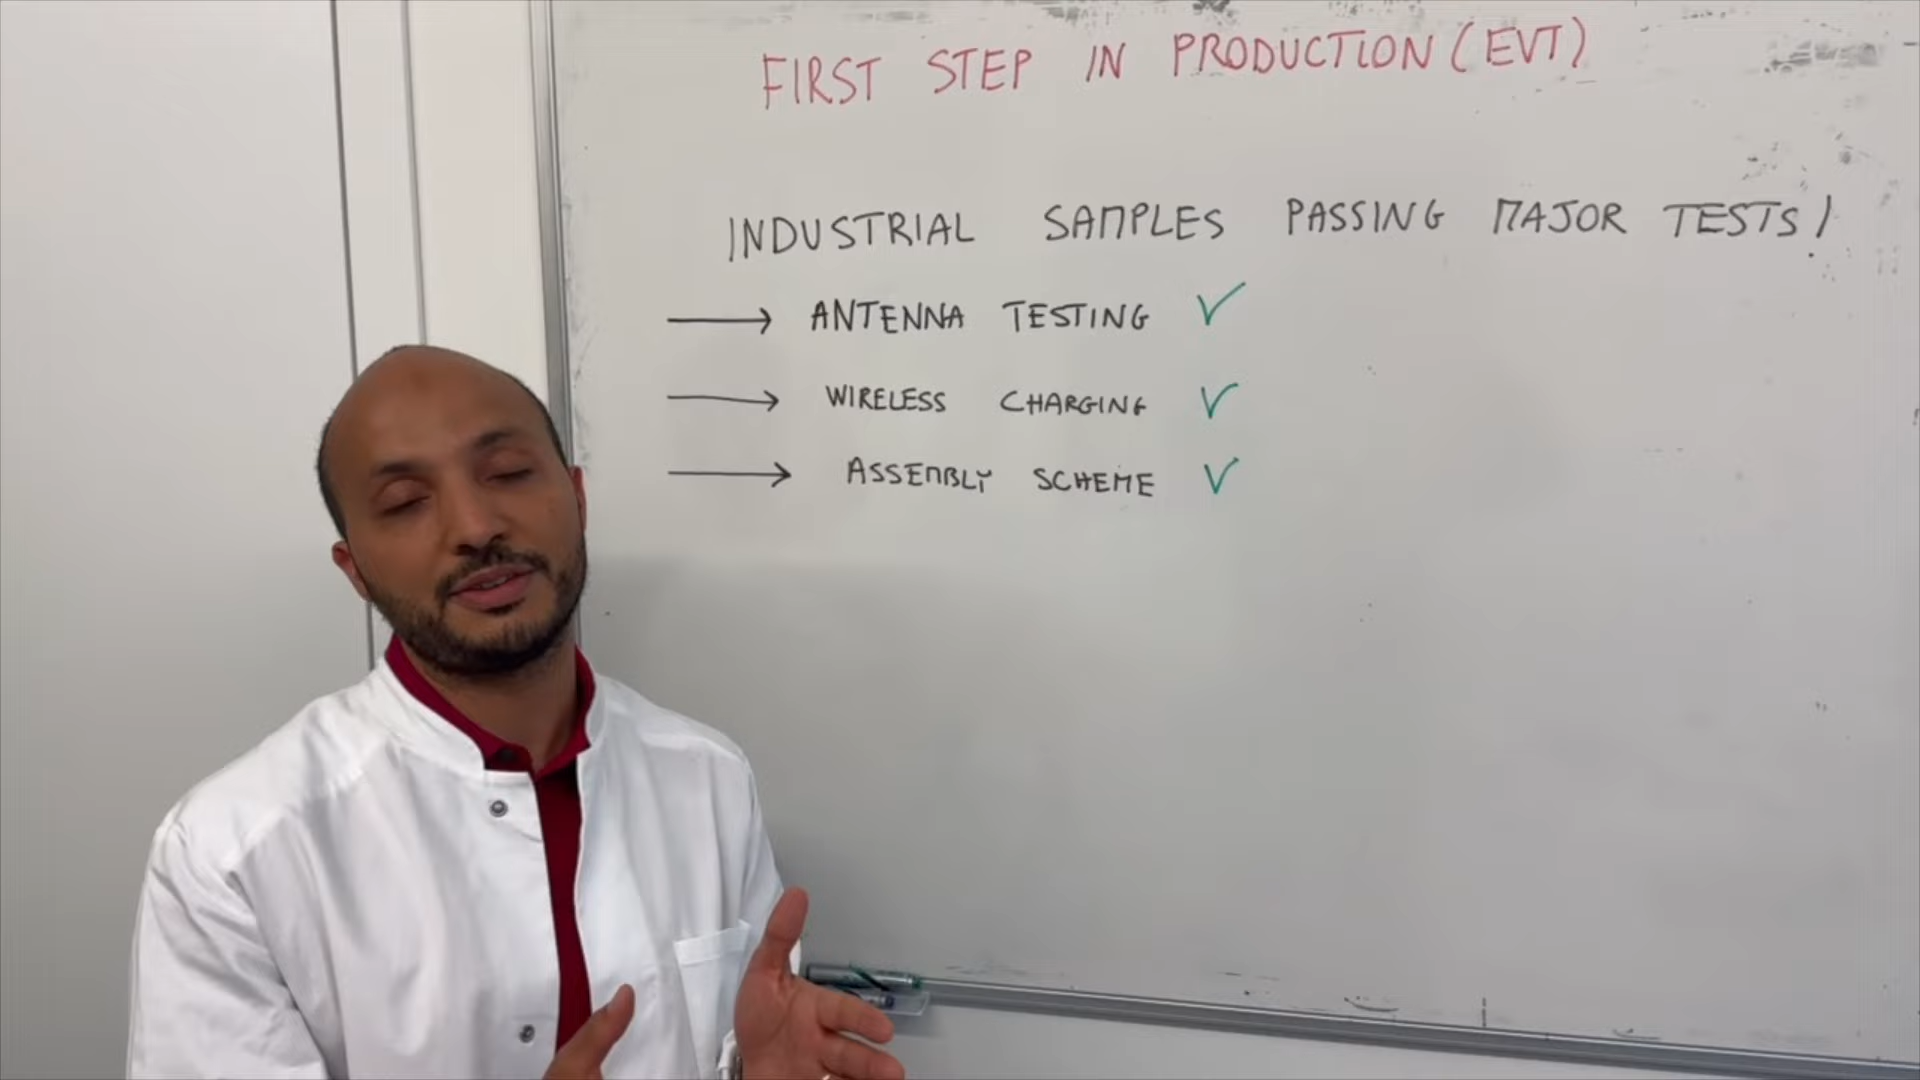 FIRST STEP IN PRODUCTION (EVT)
INDUSTRIAL SAMPLES PASSING MAJOR TESTS!
→ ANTENNA TESTING ✓
→ WIRELESS CHARGING ✓
→ ASSEMBLY SCHEME ✓